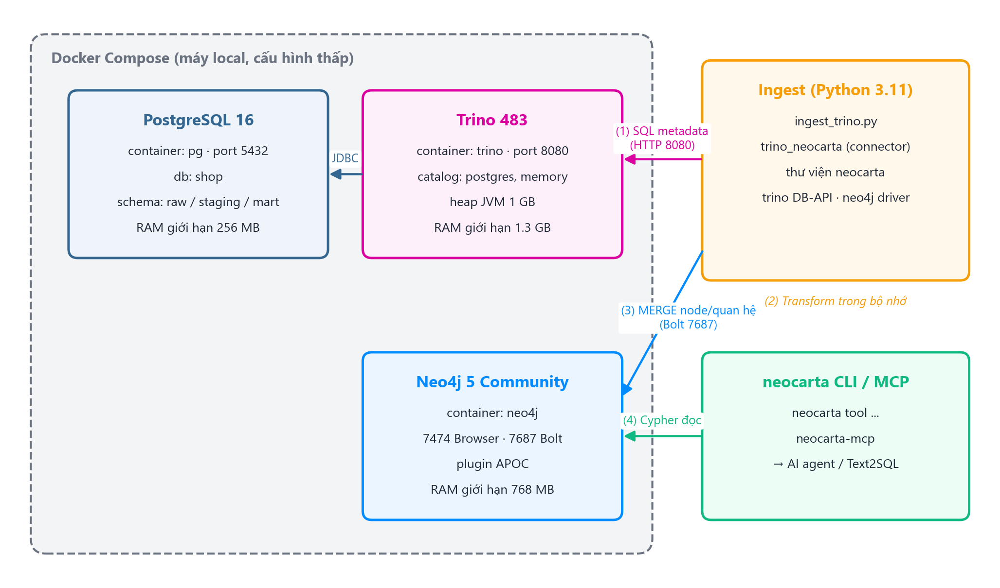 Docker Compose (máy local, cấu hình thấp)
PostgreSQL 16
container: pg · port 5432
db: shop
schema: raw / staging / mart
RAM giới hạn 256 MB
JDBC
Trino 483
container: trino · port 8080
catalog: postgres, memory
heap JVM 1 GB
RAM giới hạn 1.3 GB
(1) SQL metadata
(HTTP 8080)
Ingest (Python 3.11)
ingest_trino.py
trino_neocarta (connector)
thư viện neocarta
trino DB-API · neo4j driver
(2) Transform trong bộ nhớ
(3) MERGE node/quan hệ
(Bolt 7687)
Neo4j 5 Community
container: neo4j
7474 Browser · 7687 Bolt
plugin APOC
RAM giới hạn 768 MB
(4) Cypher đọc
neocarta CLI / MCP
neocarta tool ...
neocarta-mcp
→ AI agent / Text2SQL